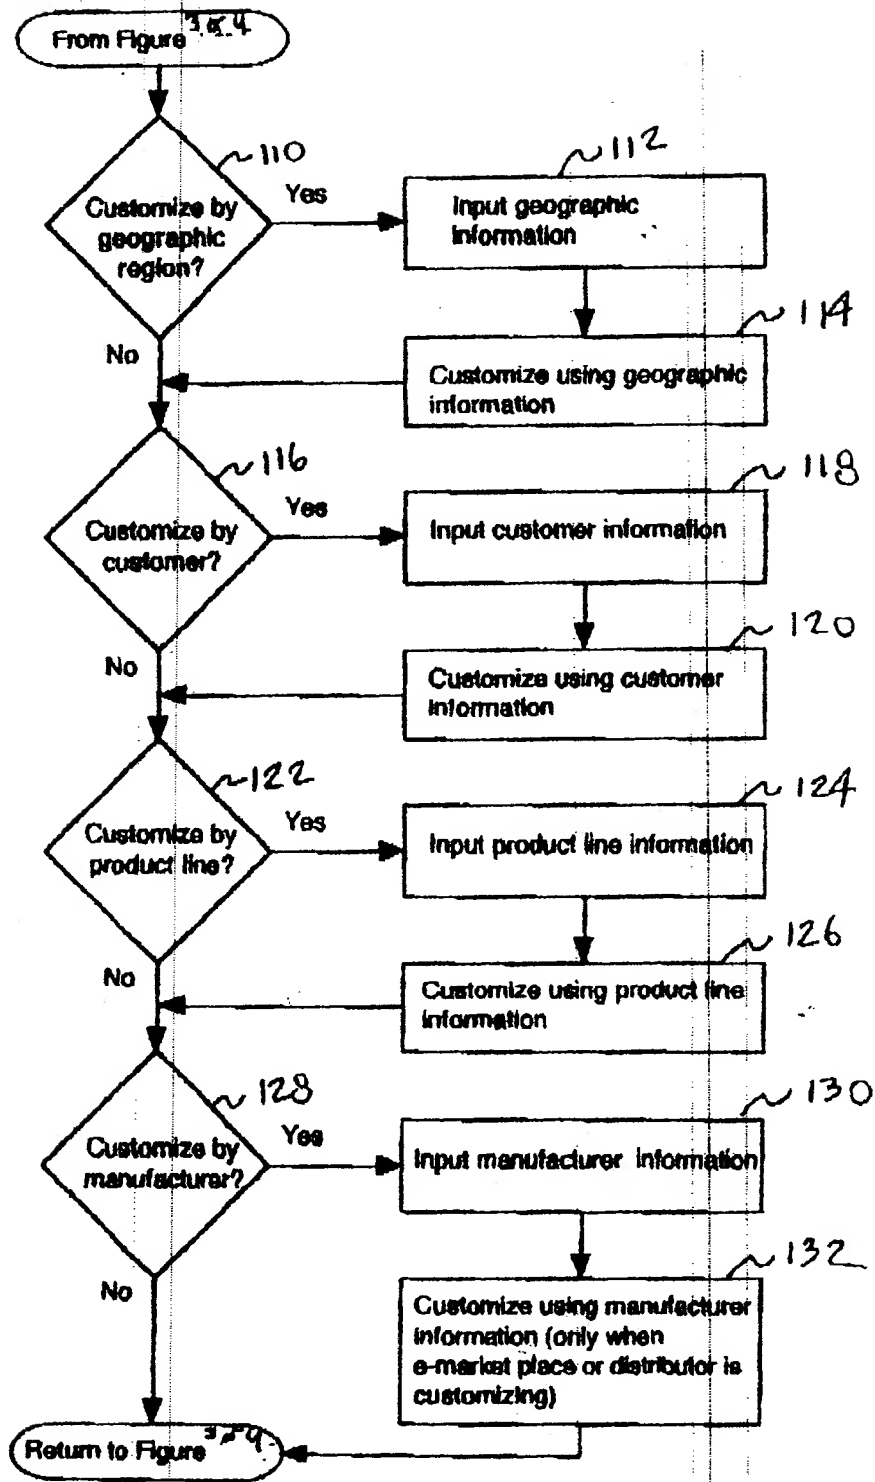 From Figure 3 or 4
110
112
Customize by
geographic
region?
Yes
Input geographic
information
114
No
Customize using geographic
information
116
118
Customize by
customer?
Yes
Input customer information
120
No
Customize using customer
information
122
124
Customize by
product line?
Yes
Input product line information
126
No
Customize using product line
information
128
130
Customize by
manufacturer?
Yes
Input manufacturer information
132
No
Customize using manufacturer
information (only when
e-market place or distributor is
customizing)
Return to Figure